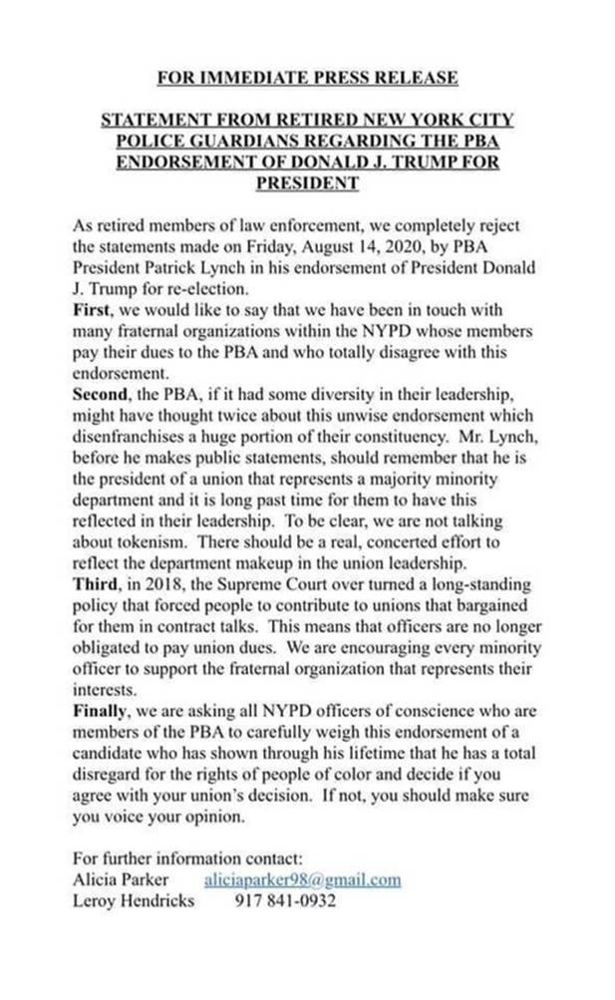 FOR IMMEDIATE PRESS RELEASE
STATEMENT FROM RETIRED NEW YORK CITY
POLICE GUARDIANS REGARDING THE PBA
ENDORSEMENT OF DONALD J. TRUMP FOR
PRESIDENT
As retired members of law enforcement, we completely reject
the statements made on Friday, August 14, 2020, by PBA
President Patrick Lynch in his endorsement of President Donald
J. Trump for re-election.
First, we would like to say that we have been in touch with
many fraternal organizations within the NYPD whose members
pay their dues to the PBA and who totally disagree with this
endorsement.
Second, the PBA, if it had some diversity in their leadership,
might have thought twice about this unwise endorsement which
disenfranchises a huge portion of their constituency.  Mr. Lynch,
before he makes public statements, should remember that he is
the president of a union that represents a majority minority
department and it is long past time for them to have this
reflected in their leadership.  To be clear, we are not talking
about tokenism.  There should be a real, concerted effort to
reflect the department makeup in the union leadership.
Third, in 2018, the Supreme Court over turned a long-standing
policy that forced people to contribute to unions that bargained
for them in contract talks.  This means that officers are no longer
obligated to pay union dues.  We are encouraging every minority
officer to support the fraternal organization that represents their
interests.
Finally, we are asking all NYPD officers of conscience who are
members of the PBA to carefully weigh this endorsement of a
candidate who has shown through his lifetime that he has a total
disregard for the rights of people of color and decide if you
agree with your union's decision.  If not, you should make sure
you voice your opinion.
For further information contact:
Alicia Parker aliciaparker98@gmail.com
Leroy Hendricks 917 841-0932